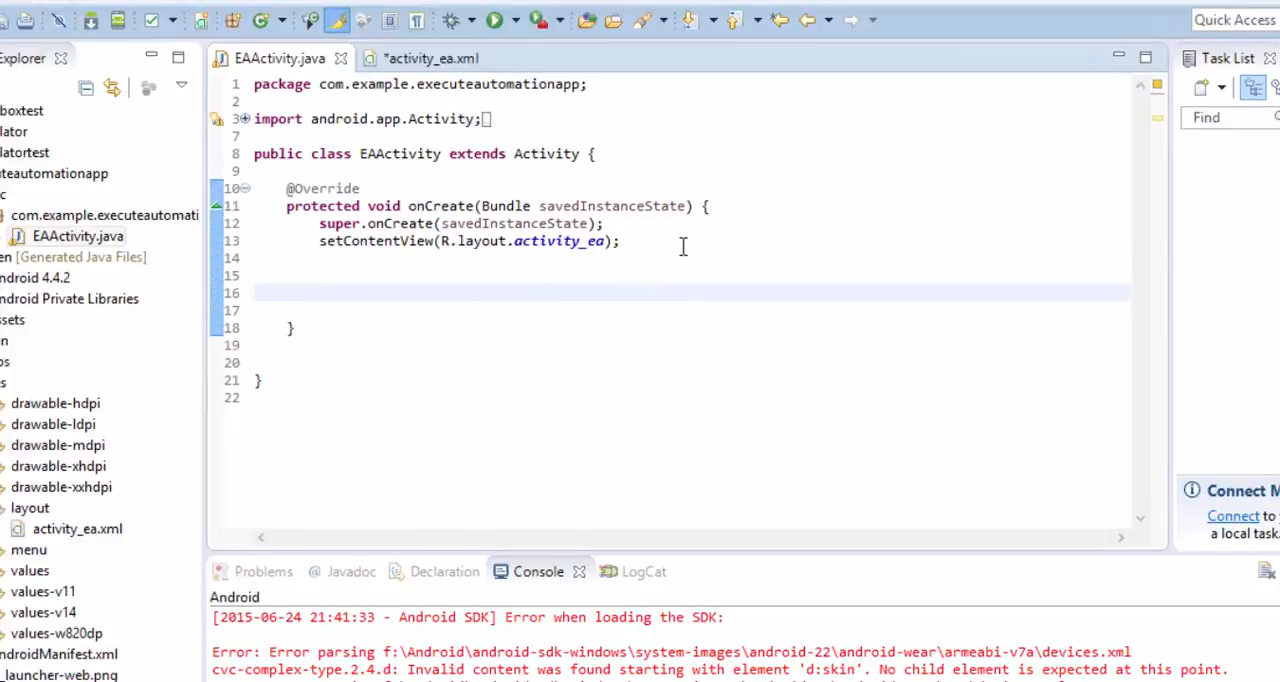 Quick Access
Explorer
boxtest
lator
latortest
uteautomationapp
c
com.example.executeautomati
EAActivity.java
en [Generated Java Files]
ndroid 4.4.2
ndroid Private Libraries
ssets
n
os
s
drawable-hdpi
drawable-ldpi
drawable-mdpi
drawable-xhdpi
drawable-xxhdpi
layout
activity_ea.xml
menu
values
values-v11
values-v14
values-w820dp
ndroidManifest.xml
_launcher-web.png
EAActivity.java
*activity_ea.xml
1 package com.example.executeautomationapp;
2
3 import android.app.Activity;
7
8 public class EAActivity extends Activity {
9
10 @Override
11 protected void onCreate(Bundle savedInstanceState) {
12 super.onCreate(savedInstanceState);
13 setContentView(R.layout.activity_ea);
14
15
16
17
18 }
19
20
21 }
22
Task List
Find
Connect M
Connect to
a local task.
Problems @ Javadoc Declaration Console LogCat
Android
[2015-06-24 21:41:33 - Android SDK] Error when loading the SDK:
Error: Error parsing f:\Android\android-sdk-windows\system-images\android-22\android-wear\armeabi-v7a\devices.xml
cvc-complex-type.2.4.d: Invalid content was found starting with element 'd:skin'. No child element is expected at this point.